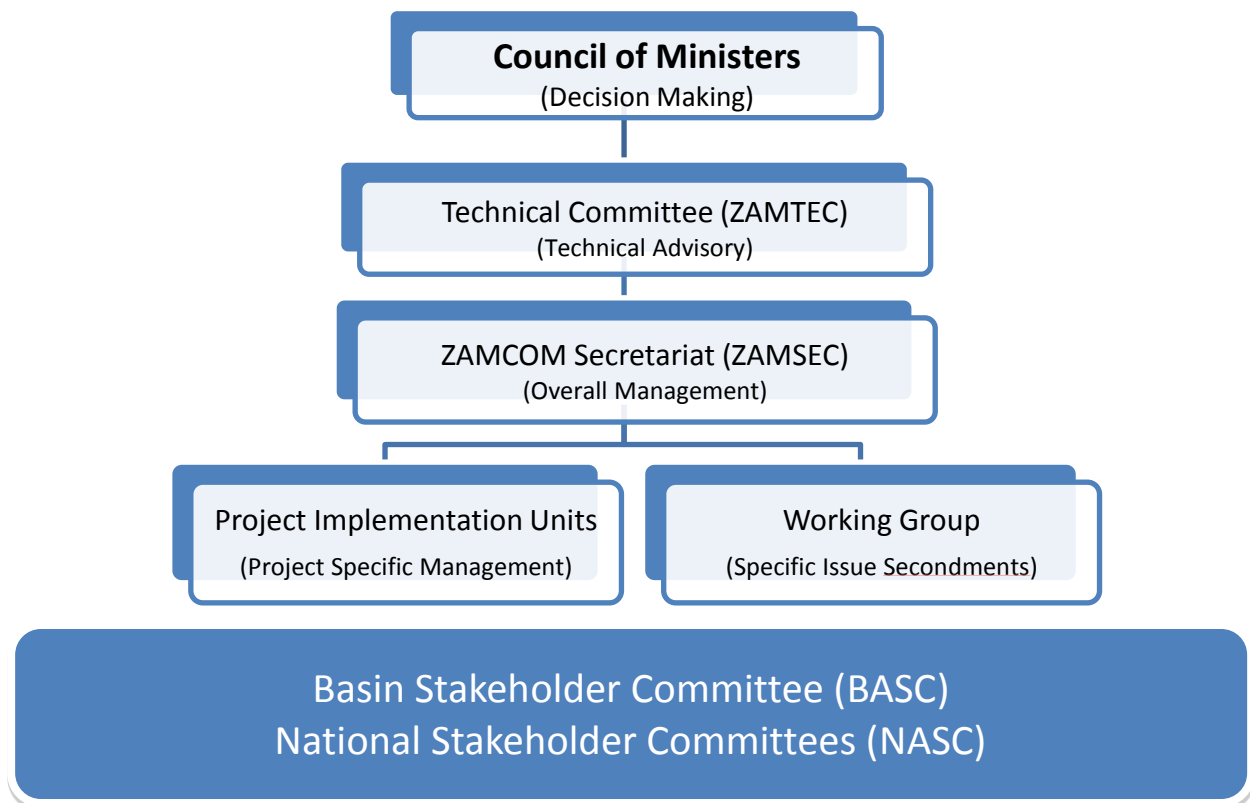 Council of Ministers
(Decision Making)
Technical Committee (ZAMTEC)
(Technical Advisory)
ZAMCOM Secretariat (ZAMSEC)
(Overall Management)
Project Implementation Units
(Project Specific Management)
Working Group
(Specific Issue Secondments)
Basin Stakeholder Committee (BASC)
National Stakeholder Committees (NASC)